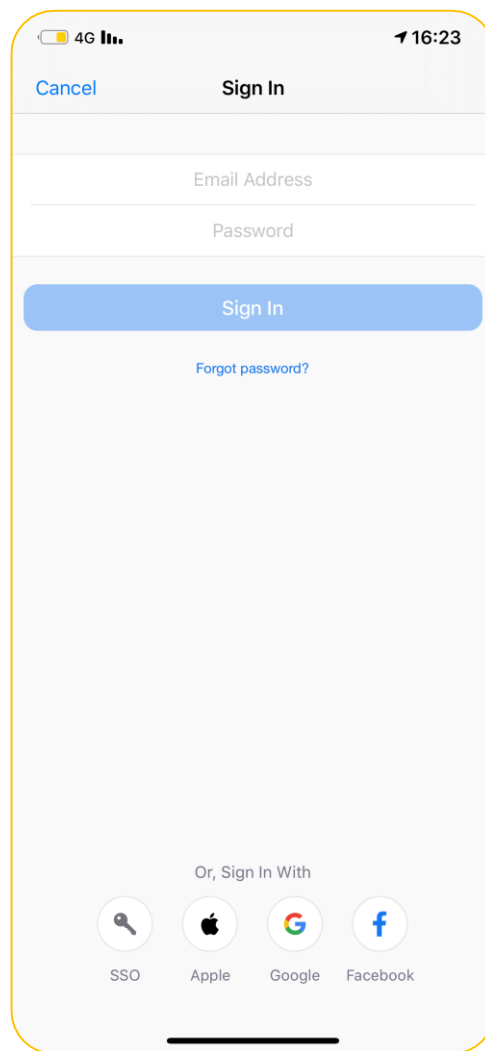 4G 16:23
Cancel Sign In
Email Address
Password
Sign In
Forgot password?
Or, Sign In With
SSO Apple Google Facebook